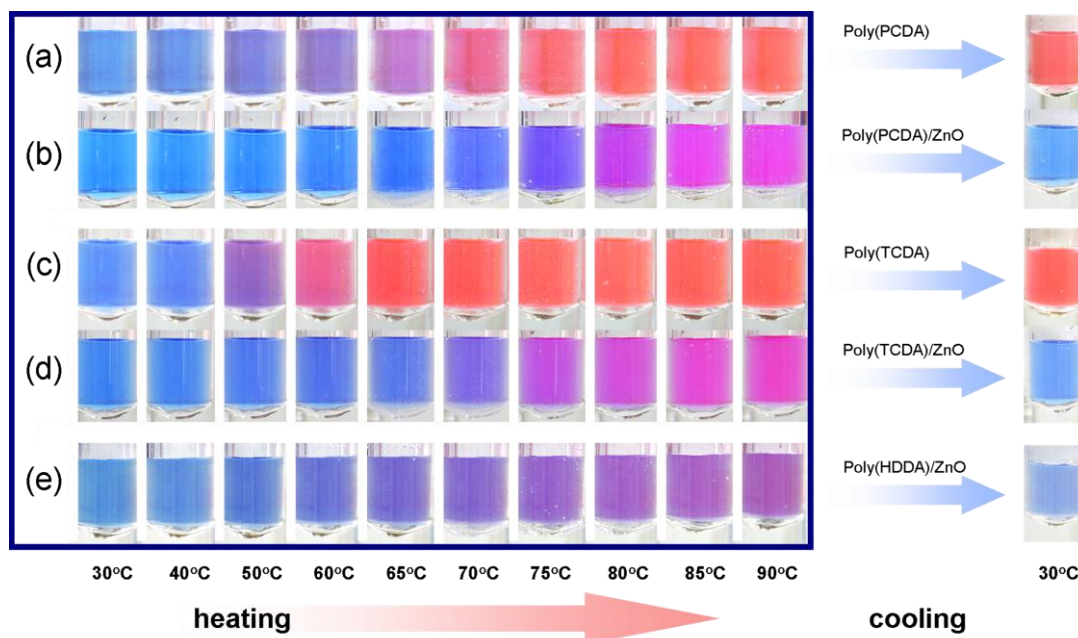 (a)
Poly(PCDA)
(b)
Poly(PCDA)/ZnO
(c)
Poly(TCDA)
(d)
Poly(TCDA)/ZnO
(e)
Poly(HDDA)/ZnO
30°C 40°C 50°C 60°C 65°C 70°C 75°C 80°C 85°C 90°C 30°C
heating cooling